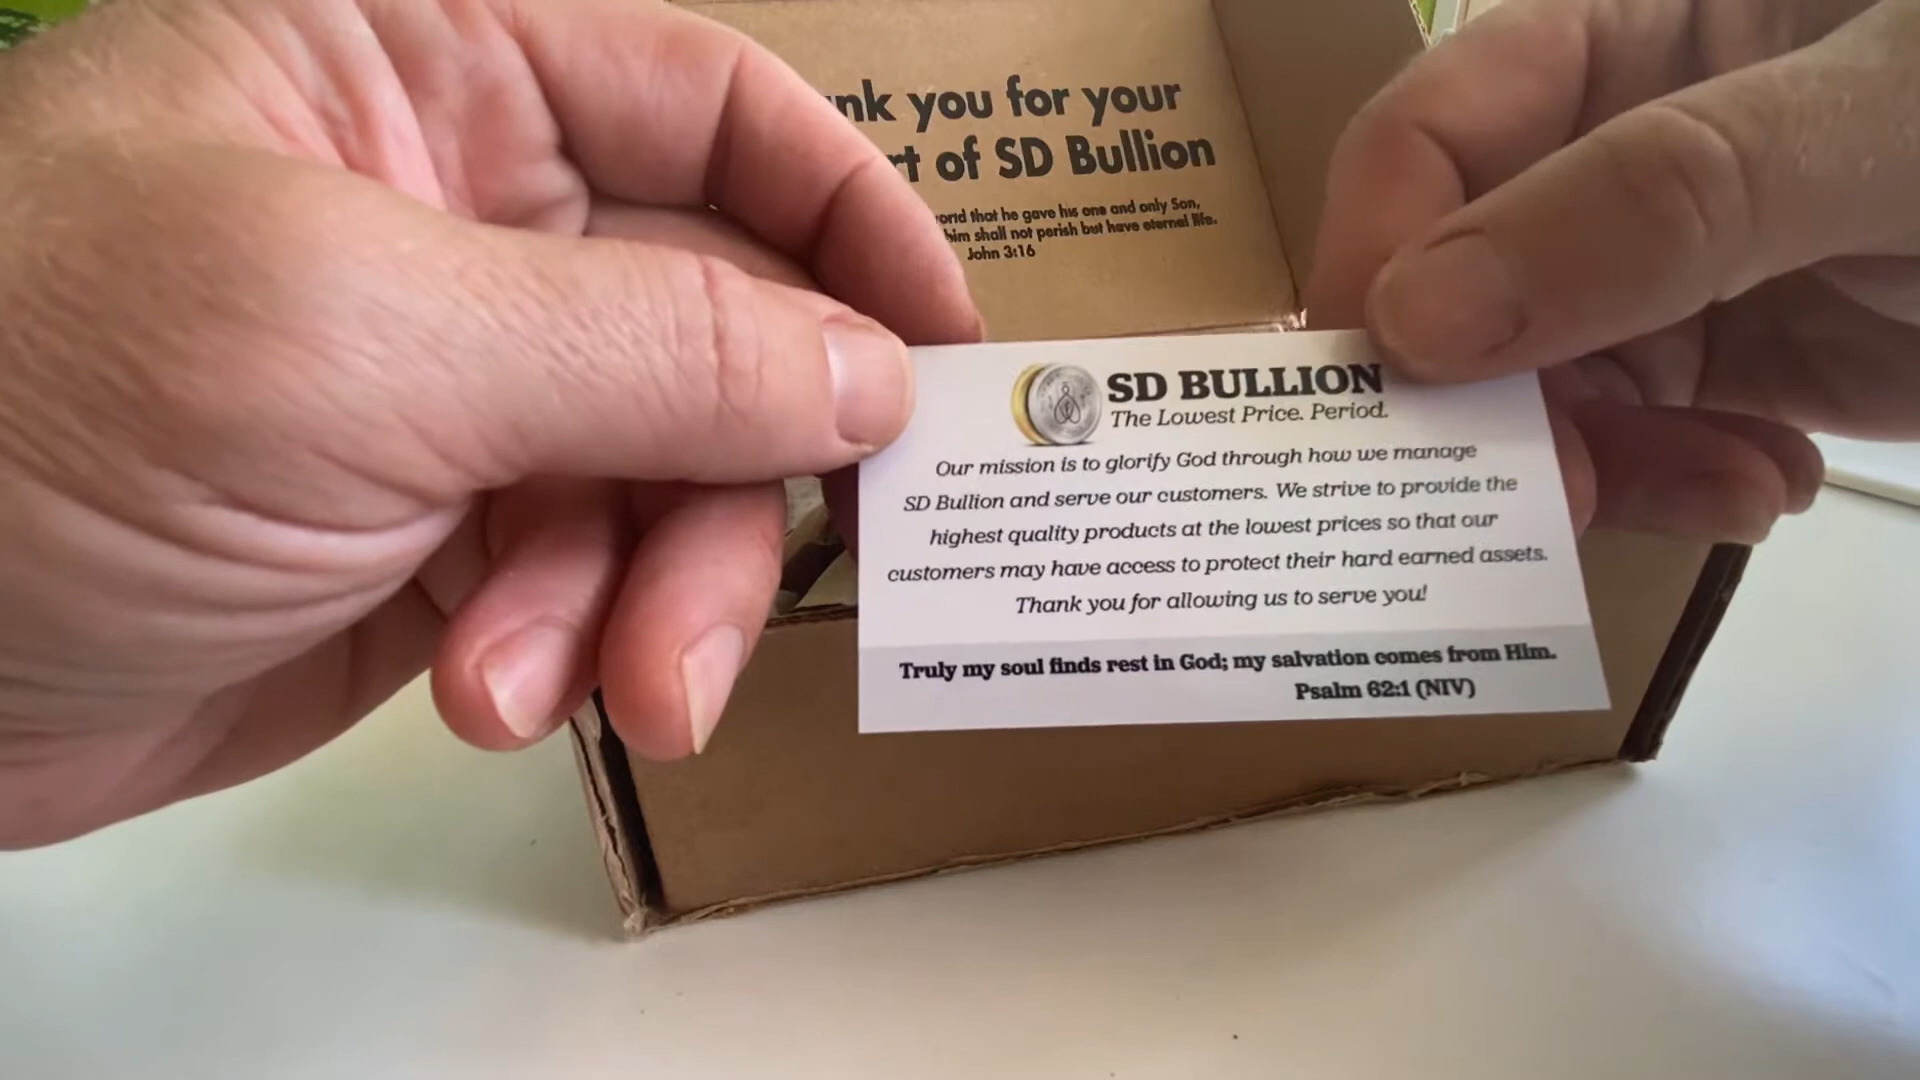 you for your
of SD Bullion
that he gave his one and only Son,
him shall not perish but have eternal life.
John 3:16
SD BULLION
The Lowest Price. Period.
Our mission is to glorify God through how we manage
SD Bullion and serve our customers. We strive to provide the
highest quality products at the lowest prices so that our
customers may have access to protect their hard earned assets.
Thank you for allowing us to serve you!
Truly my soul finds rest in God; my salvation comes from Him.
Psalm 62:1 (NIV)